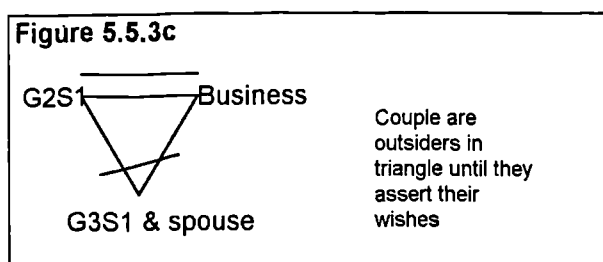 Figure 5.5.3c
G2S1 Business
Couple are
outsiders in
triangle until they
assert their
wishes
G3S1 & spouse